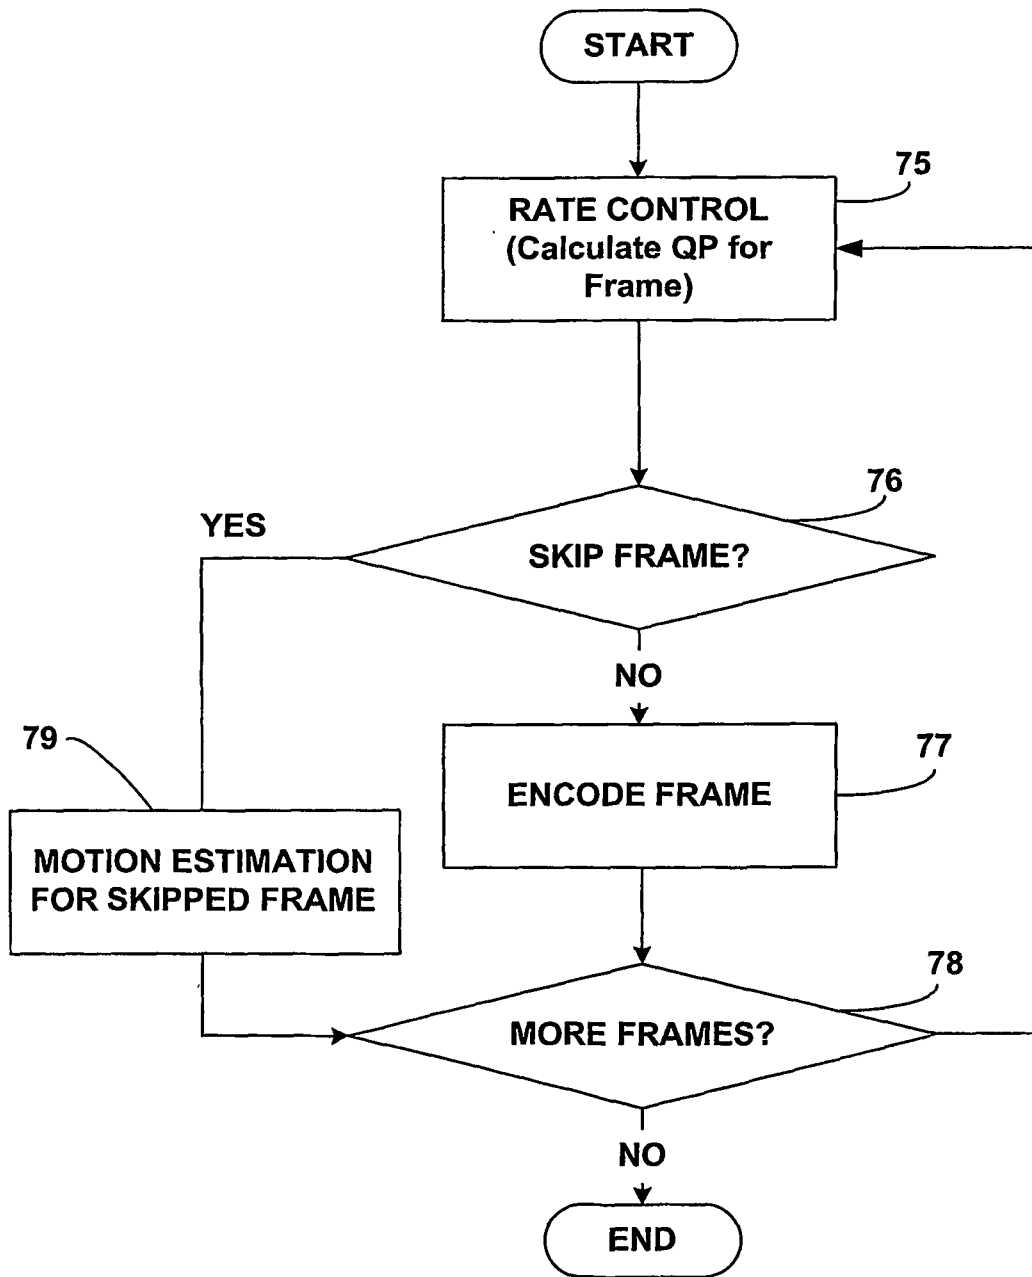 START
75
RATE CONTROL
(Calculate QP for
Frame)
76
YES
SKIP FRAME?
NO
79
77
ENCODE FRAME
MOTION ESTIMATION
FOR SKIPPED FRAME
78
MORE FRAMES?
NO
END